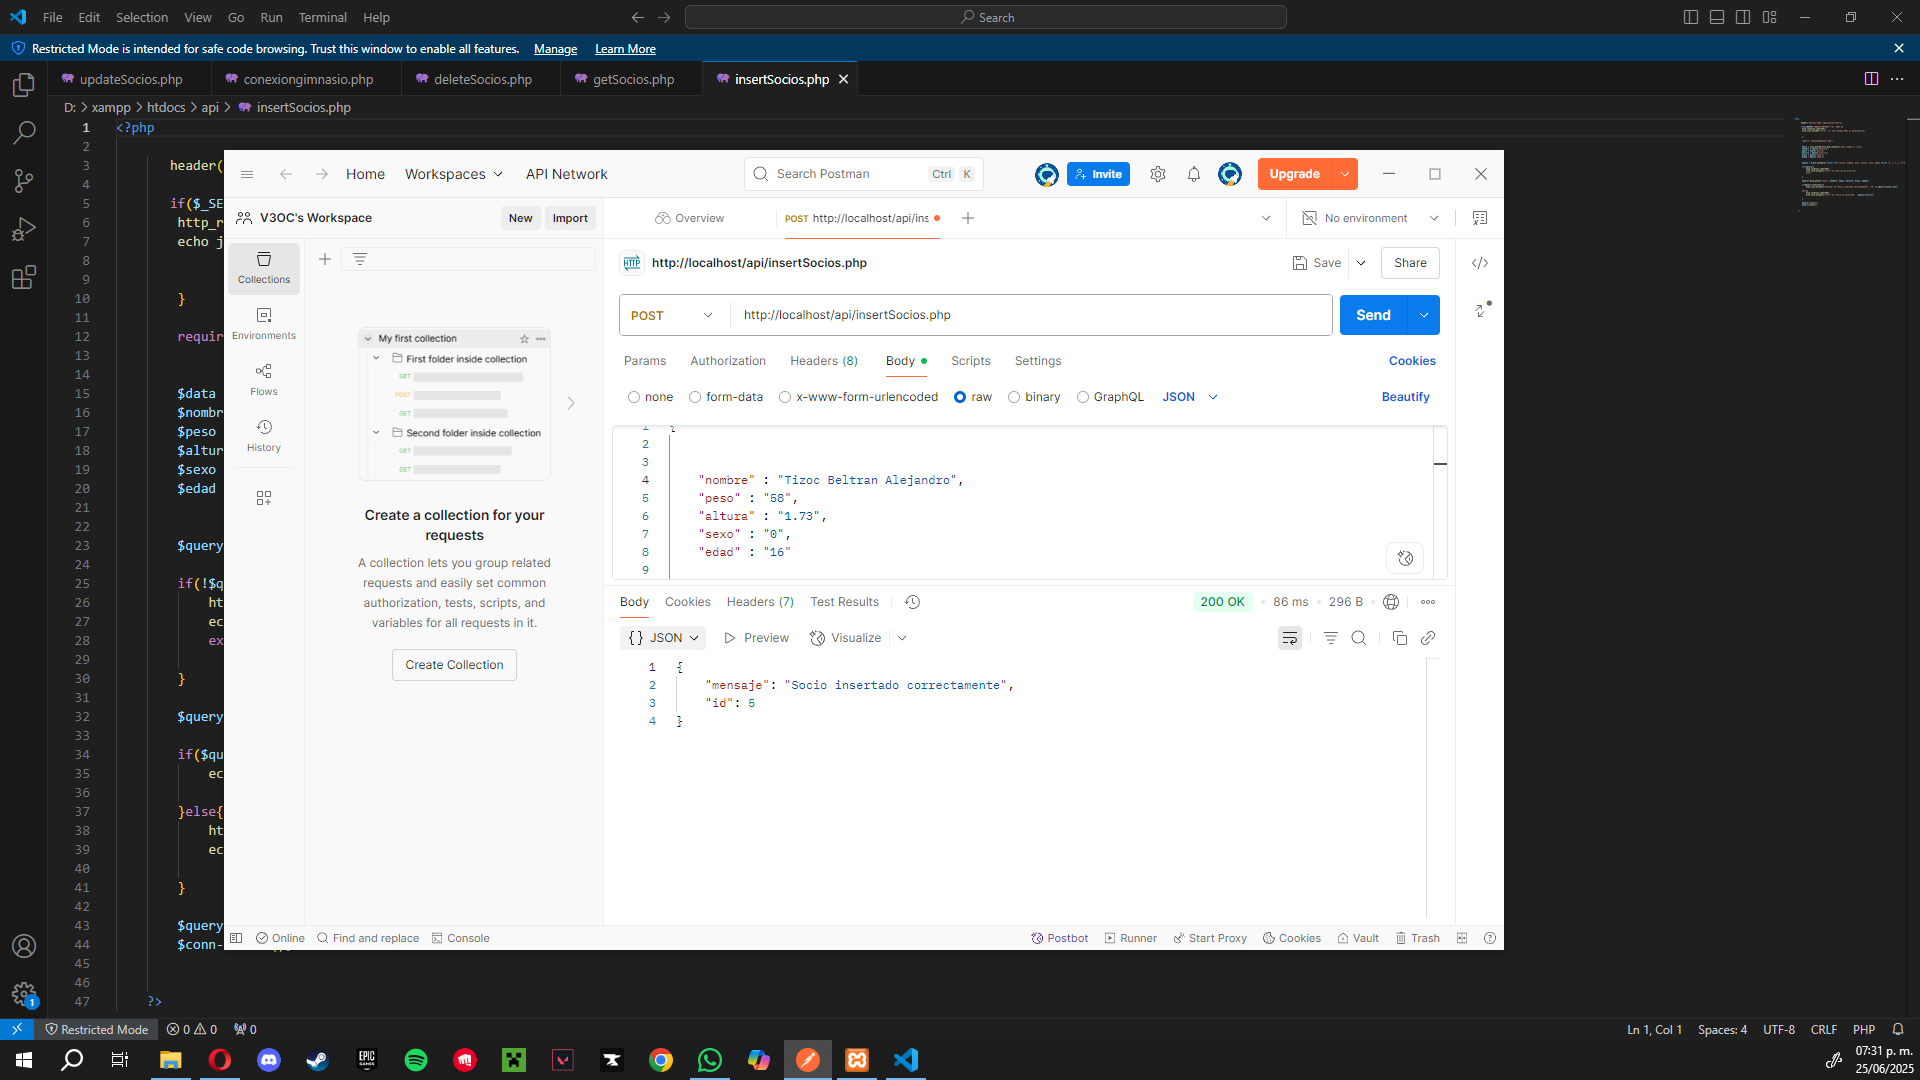 File Edit Selection View Go Run Terminal Help
Search
Restricted Mode is intended for safe code browsing. Trust this window to enable all features. Manage Learn More
updateSocios.php conexiongimnasio.php deleteSocios.php getSocios.php insertSocios.php
D: > xampp > htdocs > api > insertSocios.php
1 <?php
2
3 header(
4
5 if($_SE
6 http_r
7 echo j
8
9
10 }
11
12 requir
13
14
15 $data
16 $nombr
17 $peso
18 $altur
19 $sexo
20 $edad
21
22
23 $query
24
25 if(!$q
26 ht
27 ec
28 ex
29
30 }
31
32 $query
33
34 if($qu
35 ec
36
37 }else{
38 ht
39 ec
40
41 }
42
43 $query
44 $conn-
45
46
47 ?>
Home Workspaces API Network
Search Postman Ctrl K
Invite
Upgrade
V3OC's Workspace New Import
Overview
POST http://localhost/api/ins
No environment
Collections
Environments
Flows
History
My first collection
First folder inside collection
GET
POST
GET
Second folder inside collection
GET
GET
Create a collection for your
requests
A collection lets you group related
requests and easily set common
authorization, tests, scripts, and
variables for all requests in it.
Create Collection
HTTP http://localhost/api/insertSocios.php
Save Share
POST http://localhost/api/insertSocios.php
Send
Params Authorization Headers (8) Body Scripts Settings Cookies
none form-data x-www-form-urlencoded raw binary GraphQL JSON Beautify
1 {
2
3
4 "nombre" : "Tizoc Beltran Alejandro",
5 "peso" : "58",
6 "altura" : "1.73",
7 "sexo" : "0",
8 "edad" : "16"
9
Body Cookies Headers (7) Test Results
200 OK • 86 ms • 296 B
{} JSON Preview Visualize
1 {
2 "mensaje": "Socio insertado correctamente",
3 "id": 5
4 }
Online Find and replace Console
Postbot Runner Start Proxy Cookies Vault Trash
1
Restricted Mode 0 0 0
Ln 1, Col 1 Spaces: 4 UTF-8 CRLF PHP
EPIC GAMES
07:31 p. m.
25/06/2025